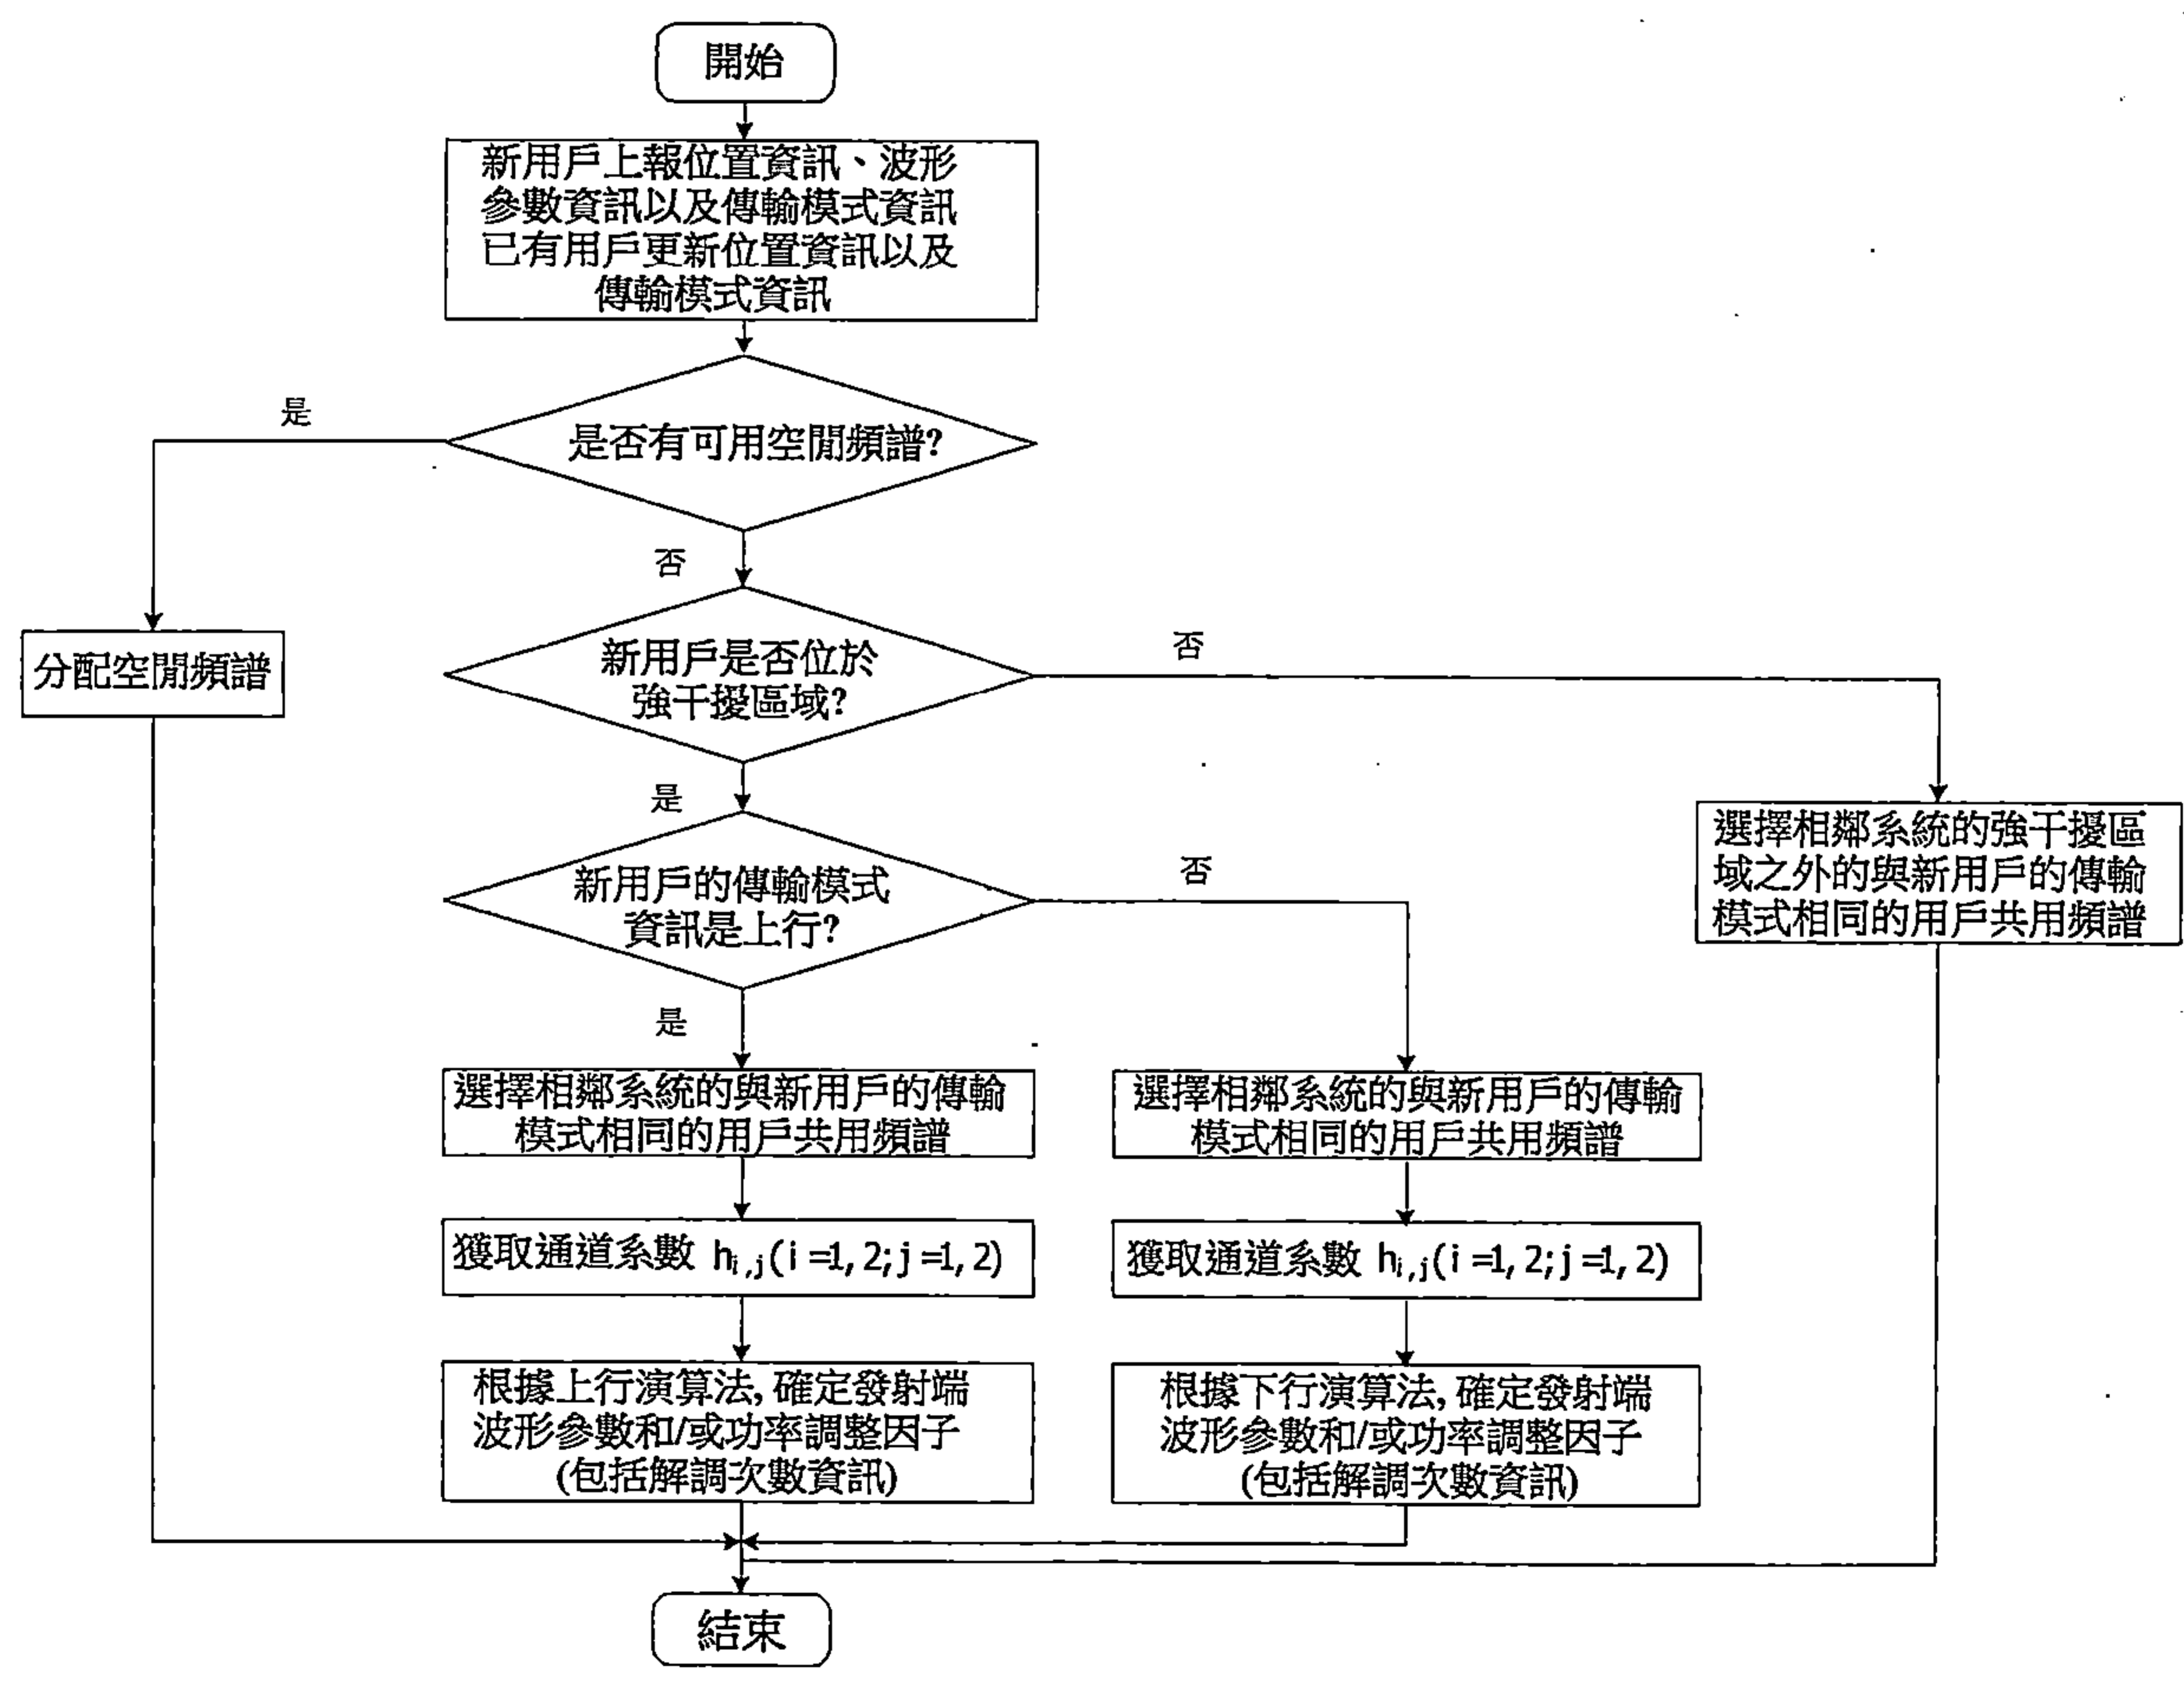 開始
新用戶上報位置資訊、波形
參數資訊以及傳輸模式資訊
已有用戶更新位置資訊以及
傳輸模式資訊
是
是否有可用空閒頻譜?
否
分配空閒頻譜
新用戶是否位於
強干擾區域?
否
是
選擇相鄰系統的強干擾區
域之外的與新用戶的傳輸
模式相同的用戶共用頻譜
新用戶的傳輸模式
資訊是上行?
否
是
選擇相鄰系統的與新用戶的傳輸
模式相同的用戶共用頻譜
選擇相鄰系統的與新用戶的傳輸
模式相同的用戶共用頻譜
獲取通道系數 hi,j(i=1,2;j=1,2)
獲取通道系數 hi,j(i=1,2;j=1,2)
根據上行演算法,確定發射端
波形參數和/或功率調整因子
(包括解調次數資訊)
根據下行演算法,確定發射端
波形參數和/或功率調整因子
(包括解調次數資訊)
結束